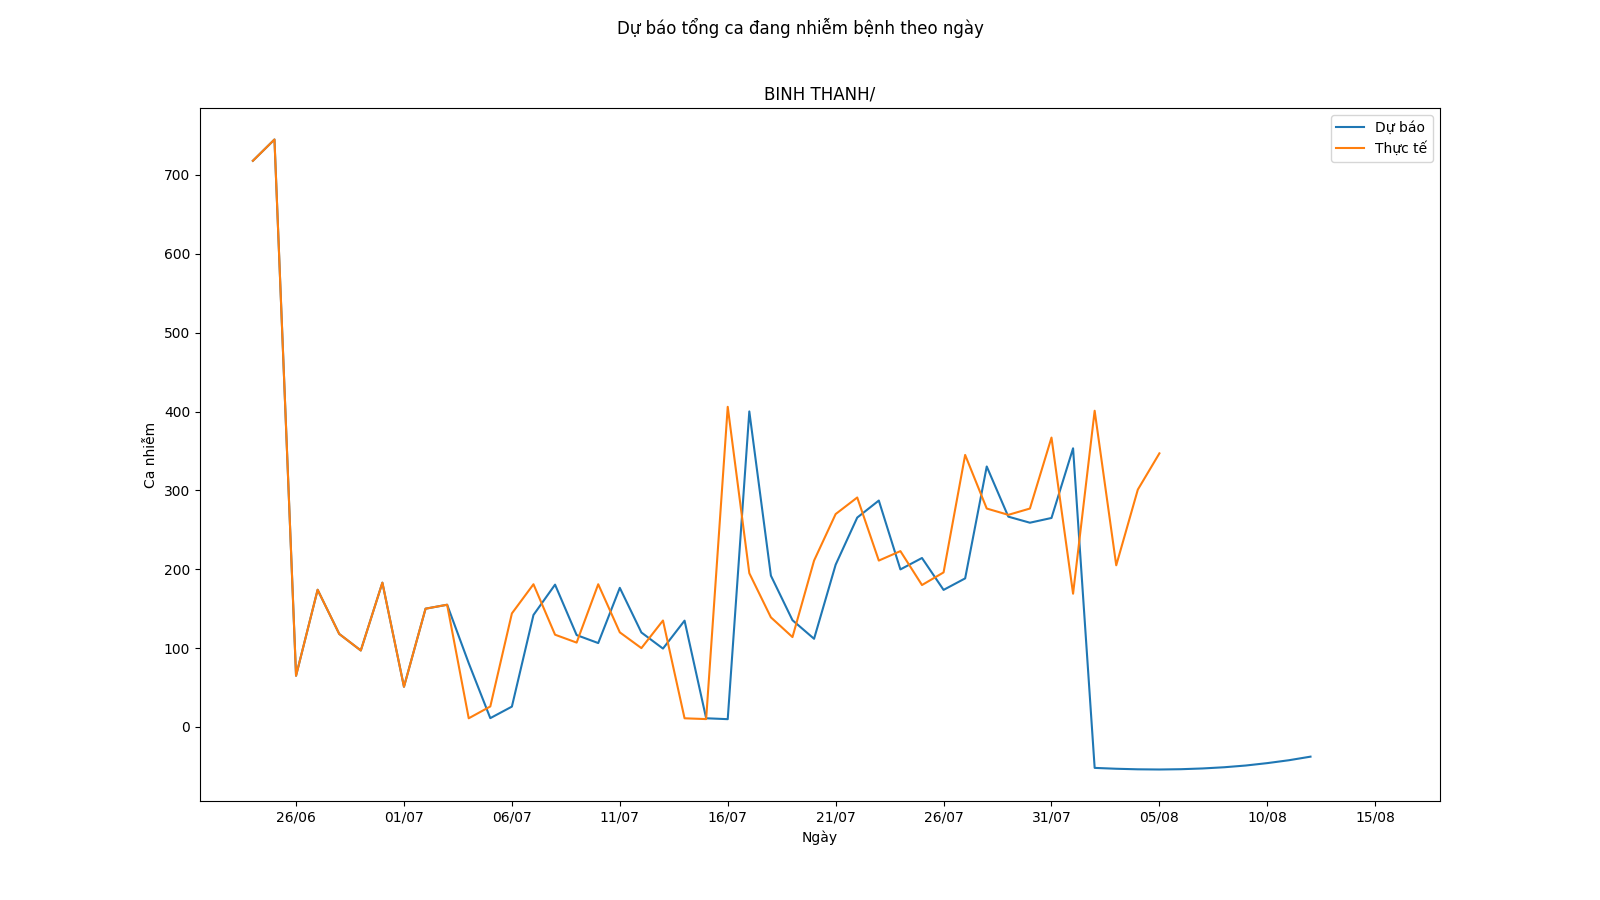 Dự báo tổng ca đang nhiễm bệnh theo ngày
BINH THANH/
Dự báo
Thực tế
700
600
500
400
300
200
100
0
Ca nhiễm
26/06 01/07 06/07 11/07 16/07 21/07 26/07 31/07 05/08 10/08 15/08
Ngày